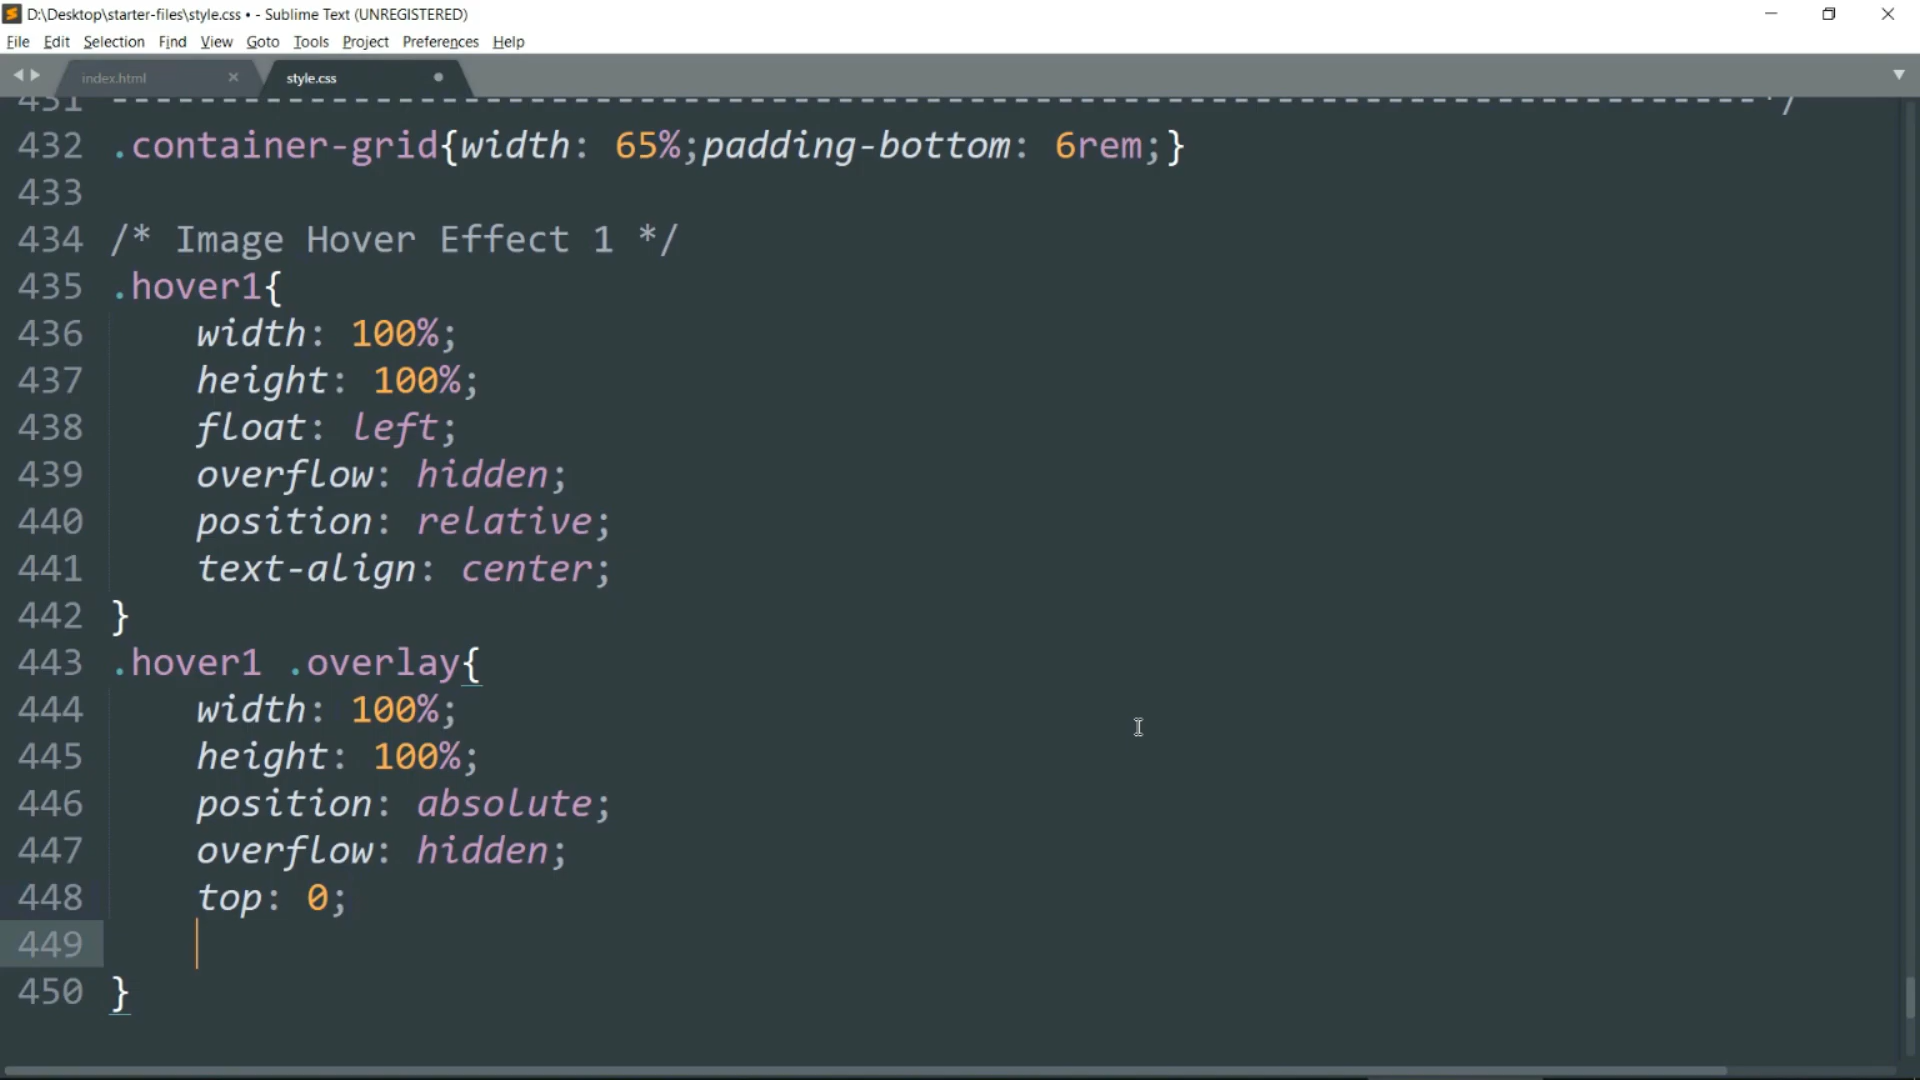 D:\Desktop\starter-files\style.css • - Sublime Text (UNREGISTERED)
File Edit Selection Find View Goto Tools Project Preferences Help
index.html × style.css
432 .container-grid{width: 65%;padding-bottom: 6rem;}
433
434 /* Image Hover Effect 1 */
435 .hover1{
436 width: 100%;
437 height: 100%;
438 float: left;
439 overflow: hidden;
440 position: relative;
441 text-align: center;
442 }
443 .hover1 .overlay{
444 width: 100%;
445 height: 100%;
446 position: absolute;
447 overflow: hidden;
448 top: 0;
449
450 }